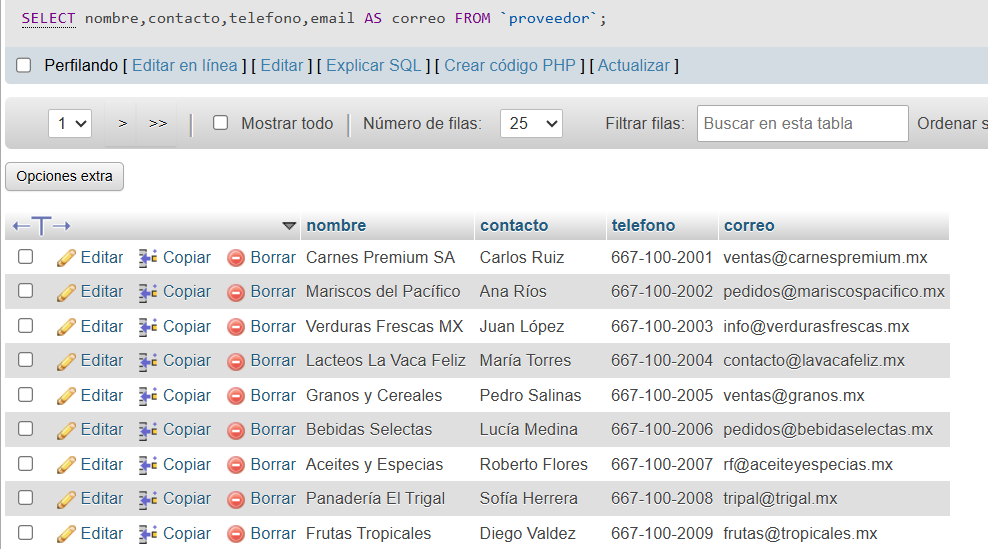 SELECT nombre,contacto,telefono,email AS correo FROM `proveedor`;
Perfilando [ Editar en línea ] [ Editar ] [ Explicar SQL ] [ Crear código PHP ] [ Actualizar ]
1 > >> | Mostrar todo | Número de filas: 25 Filtrar filas: Buscar en esta tabla Ordenar s
Opciones extra
←T→ nombre contacto telefono correo
Editar Copiar Borrar Carnes Premium SA Carlos Ruiz 667-100-2001 ventas@carnespremium.mx
Editar Copiar Borrar Mariscos del Pacífico Ana Ríos 667-100-2002 pedidos@mariscospacifico.mx
Editar Copiar Borrar Verduras Frescas MX Juan López 667-100-2003 info@verdurasfrescas.mx
Editar Copiar Borrar Lacteos La Vaca Feliz María Torres 667-100-2004 contacto@lavacafeliz.mx
Editar Copiar Borrar Granos y Cereales Pedro Salinas 667-100-2005 ventas@granos.mx
Editar Copiar Borrar Bebidas Selectas Lucía Medina 667-100-2006 pedidos@bebidaselectas.mx
Editar Copiar Borrar Aceites y Especias Roberto Flores 667-100-2007 rf@aceiteyespecias.mx
Editar Copiar Borrar Panadería El Trigal Sofía Herrera 667-100-2008 tripal@trigal.mx
Editar Copiar Borrar Frutas Tropicales Diego Valdez 667-100-2009 frutas@tropicales.mx